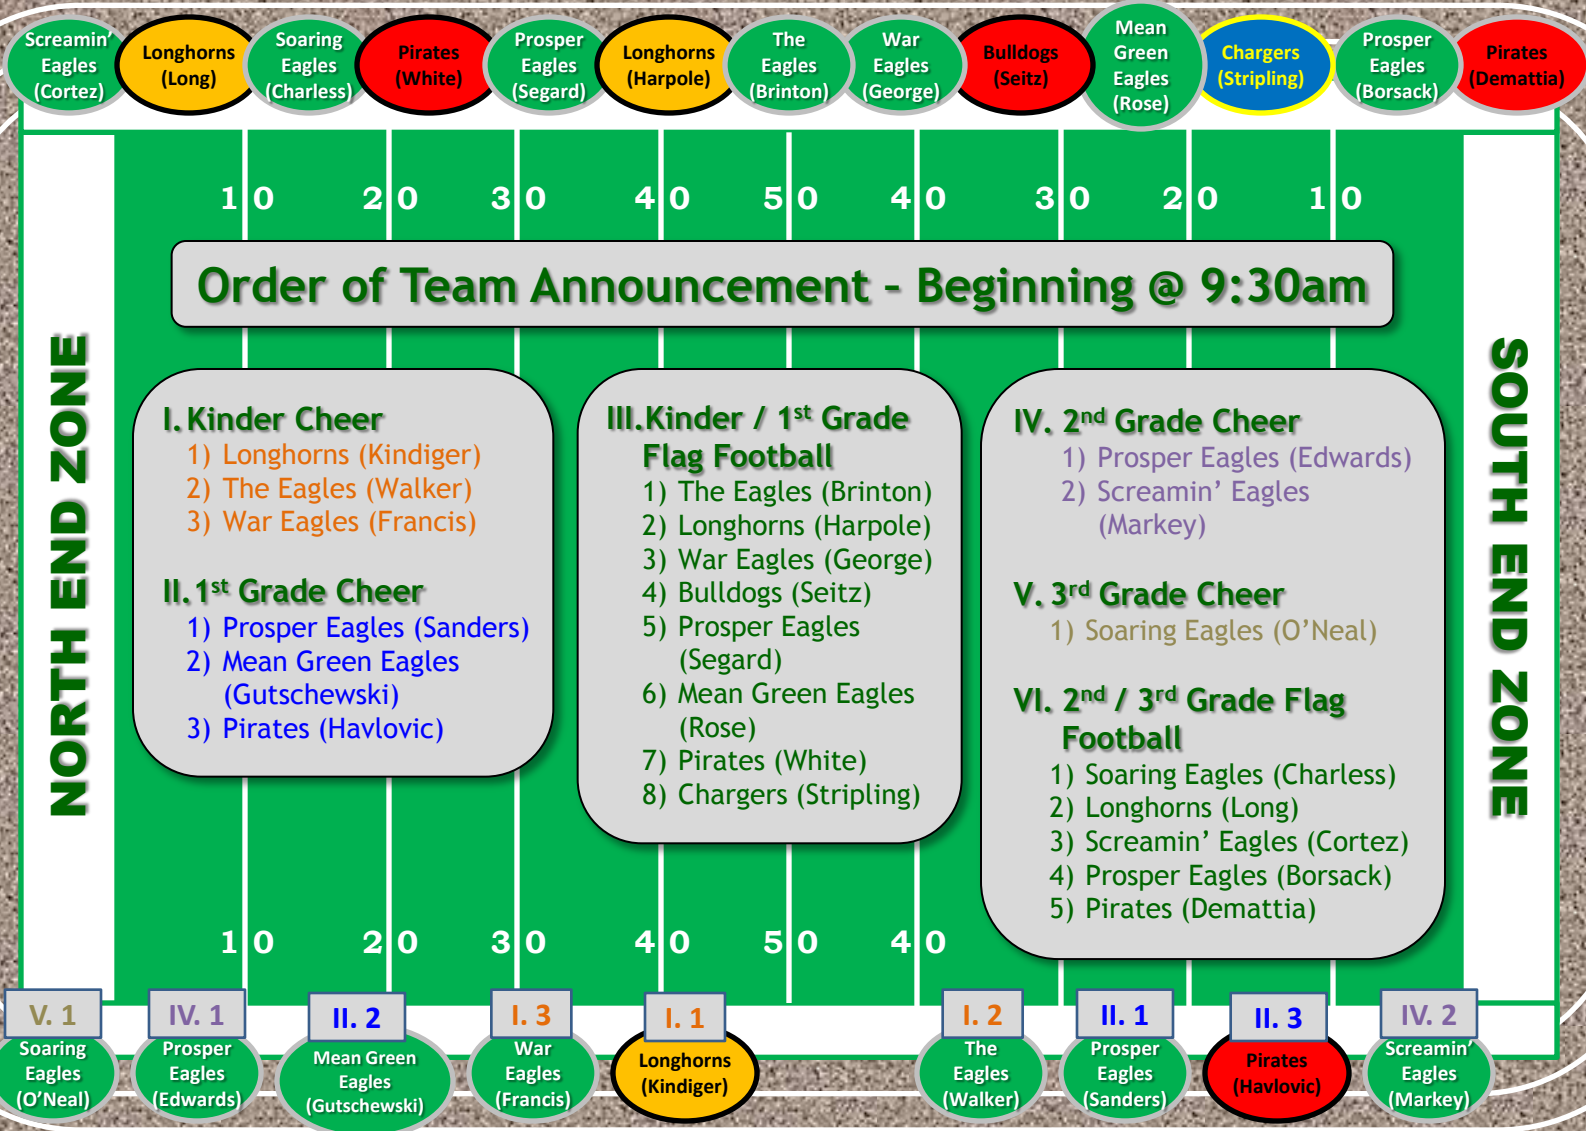 Screamin' Eagles (Cortez)
Longhorns (Long)
Soaring Eagles (Charless)
Pirates (White)
Prosper Eagles (Segard)
Longhorns (Harpole)
The Eagles (Brinton)
War Eagles (George)
Bulldogs (Seitz)
Mean Green Eagles (Rose)
Chargers (Stripling)
Prosper Eagles (Borsack)
Pirates (Demattia)
10 20 30 40 50 40 30 20 10
Order of Team Announcement – Beginning @ 9:30am
NORTH END ZONE
I. Kinder Cheer
1) Longhorns (Kindiger)
2) The Eagles (Walker)
3) War Eagles (Francis)
II. 1st Grade Cheer
1) Prosper Eagles (Sanders)
2) Mean Green Eagles
(Gutschewski)
3) Pirates (Havlovic)
III. Kinder / 1st Grade
Flag Football
1) The Eagles (Brinton)
2) Longhorns (Harpole)
3) War Eagles (George)
4) Bulldogs (Seitz)
5) Prosper Eagles
(Segard)
6) Mean Green Eagles
(Rose)
7) Pirates (White)
8) Chargers (Stripling)
IV. 2nd Grade Cheer
1) Prosper Eagles (Edwards)
2) Screamin' Eagles
(Markey)
V. 3rd Grade Cheer
1) Soaring Eagles (O'Neal)
VI. 2nd / 3rd Grade Flag
Football
1) Soaring Eagles (Charless)
2) Longhorns (Long)
3) Screamin' Eagles (Cortez)
4) Prosper Eagles (Borsack)
5) Pirates (Demattia)
SOUTH END ZONE
10 20 30 40 50 40
V. 1
Soaring Eagles (O'Neal)
IV. 1
Prosper Eagles (Edwards)
II. 2
Mean Green Eagles (Gutschewski)
I. 3
War Eagles (Francis)
I. 1
Longhorns (Kindiger)
I. 2
The Eagles (Walker)
II. 1
Prosper Eagles (Sanders)
II. 3
Pirates (Havlovic)
IV. 2
Screamin' Eagles (Markey)